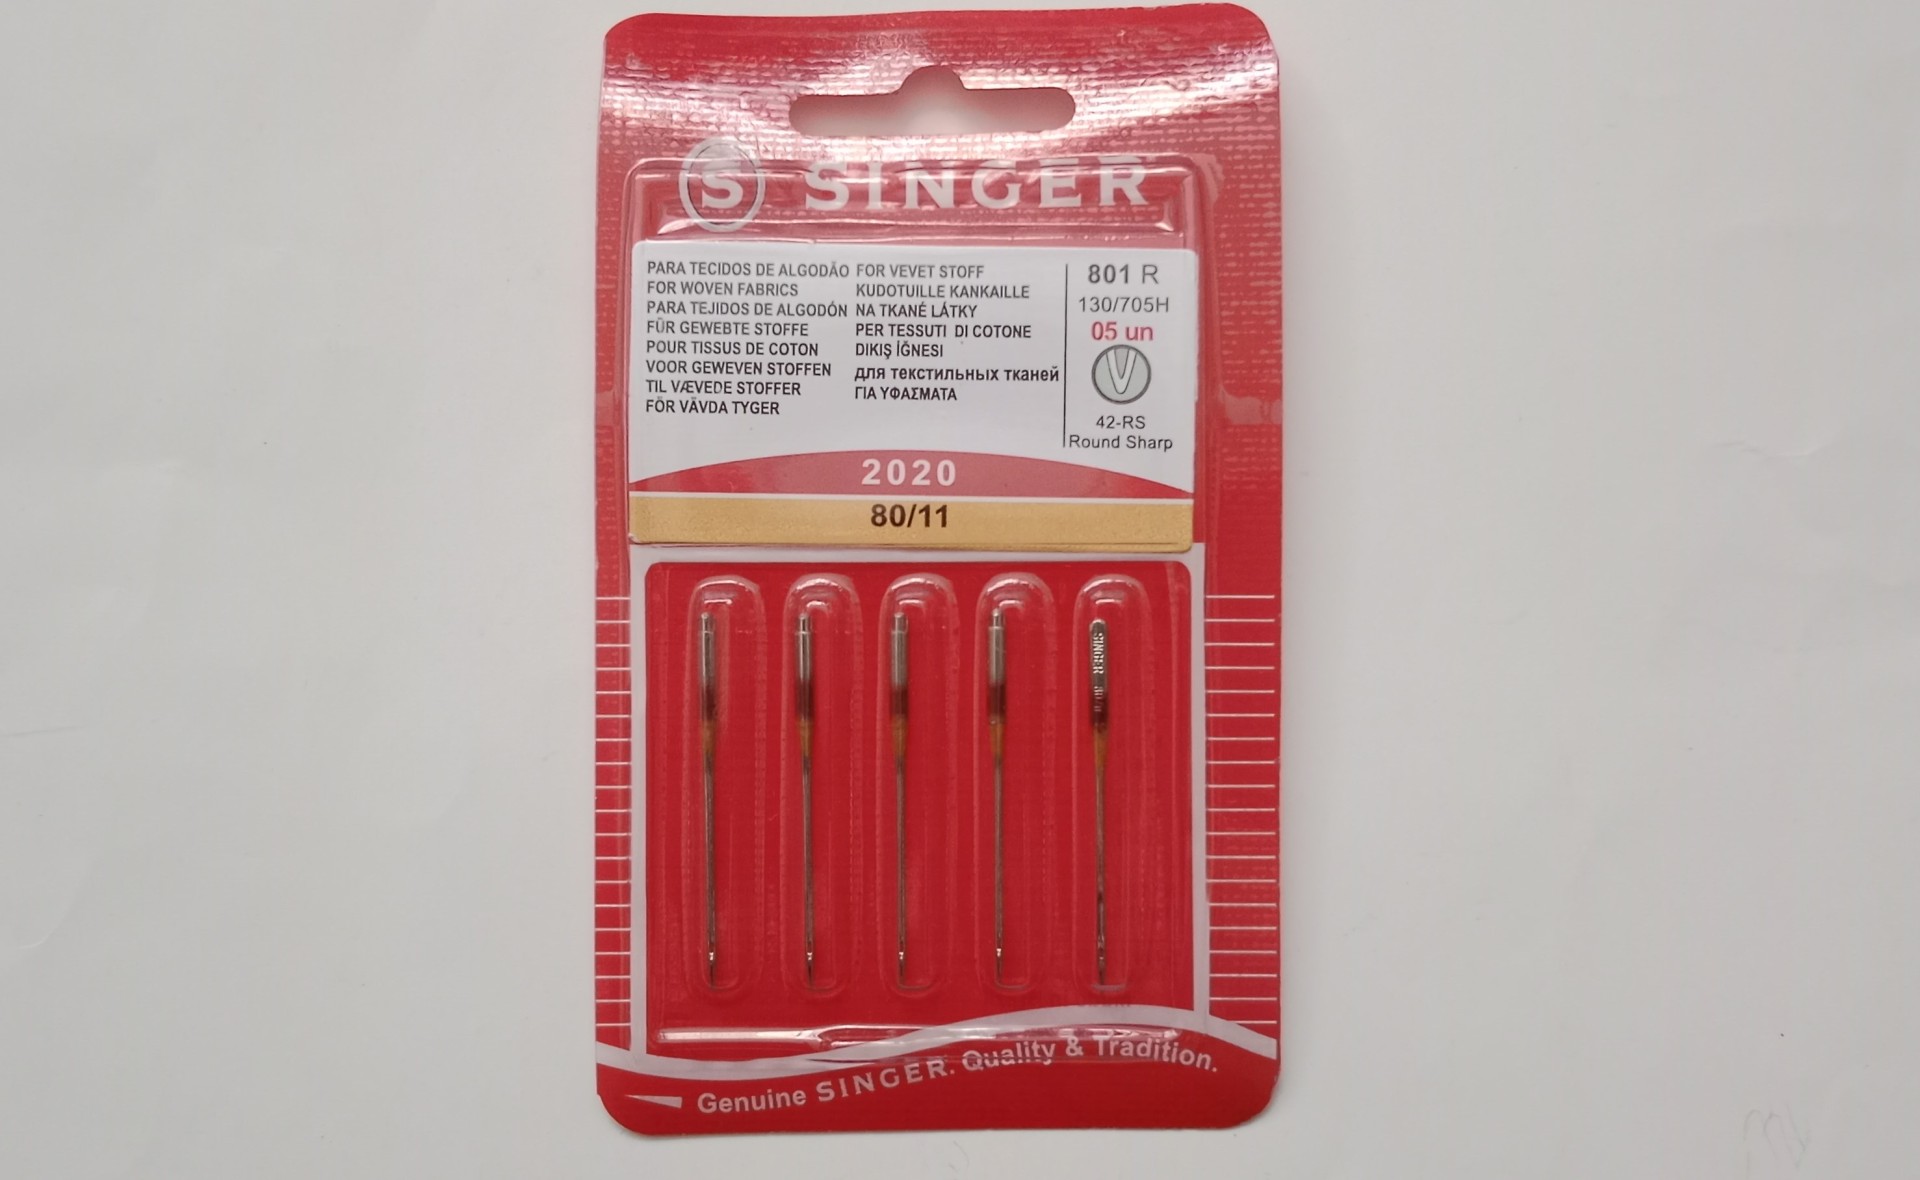 S SINGER
PARA TECIDOS DE ALGODÃO
FOR WOVEN FABRICS
PARA TEJIDOS DE ALGODÓN
FÜR GEWEBTE STOFFE
POUR TISSUS DE COTON
VOOR GEWEVEN STOFFEN
TIL VÆVEDE STOFFER
FÖR VÄVDA TYGER
FOR VEVET STOFF
KUDOTUILLE KANKAILLE
NA TKANÉ LÁTKY
PER TESSUTI DI COTONE
DIKIŞ İĞNESI
для текстильных тканей
ΓΙΑ ΥΦΑΣΜΑΤΑ
801 R
130/705H
05 un
42-RS
Round Sharp
2020
80/11
SINGER
Genuine SINGER. Quality & Tradition.